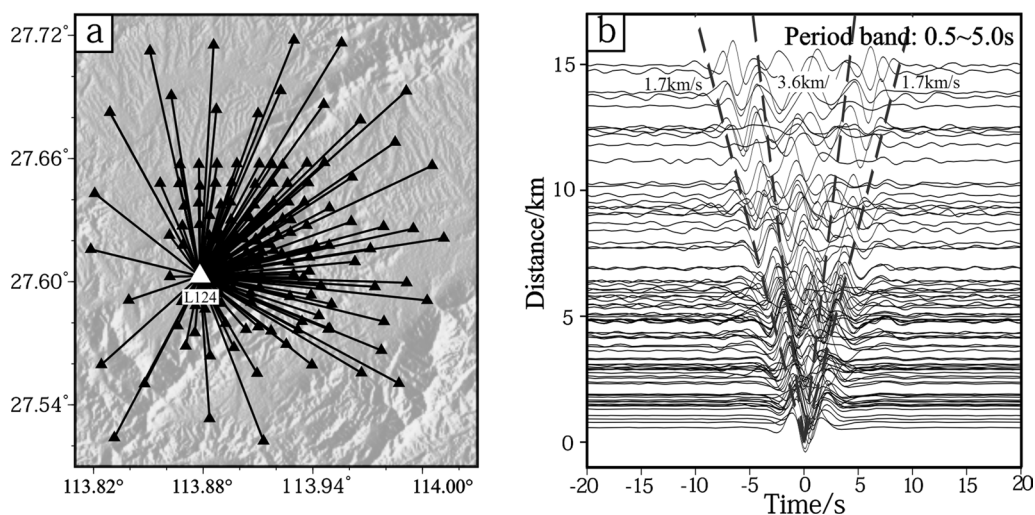 a
27.72°
27.66°
27.60°
27.54°
L124
113.82°
113.88°
113.94°
114.00°
b
Period band: 0.5~5.0s
1.7km/s
3.6km/
1.7km/s
Distance/km
15
10
5
0
-20
-15
-10
-5
0
5
10
15
20
Time/s